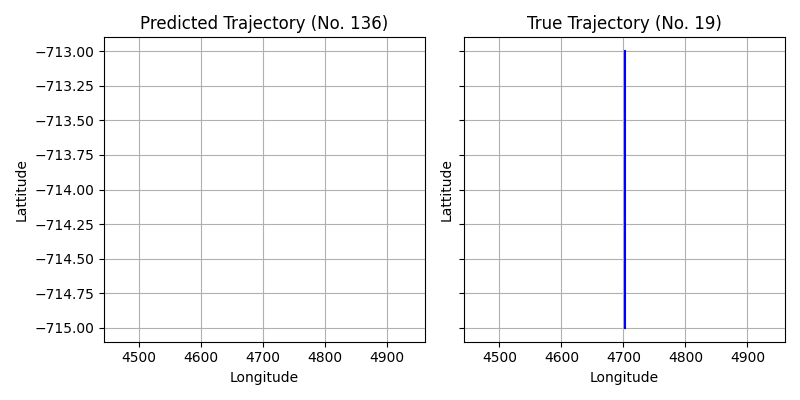 Predicted Trajectory (No. 136)
Lattitude
−713.00
−713.25
−713.50
−713.75
−714.00
−714.25
−714.50
−714.75
−715.00
4500 4600 4700 4800 4900
Longitude
True Trajectory (No. 19)
Lattitude
4500 4600 4700 4800 4900
Longitude